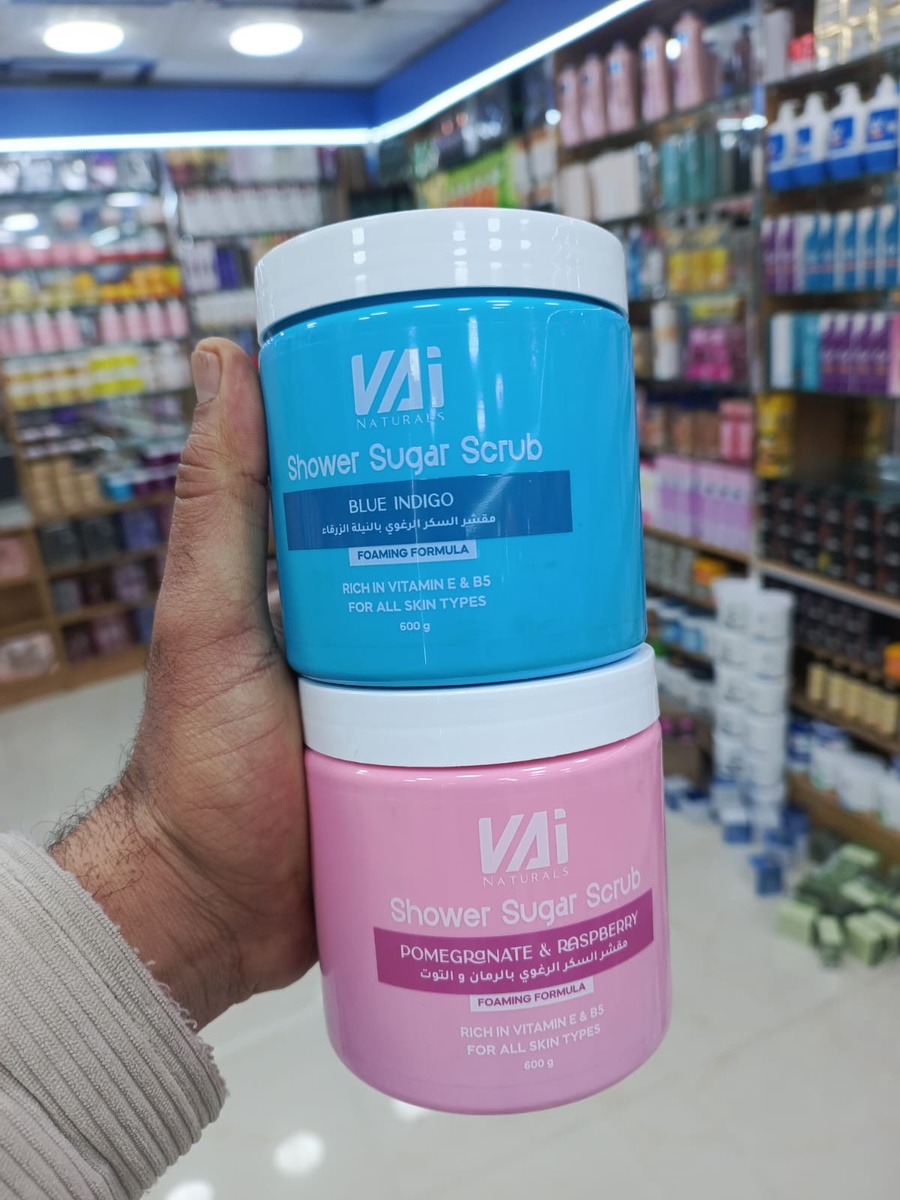 VAi
NATURALS
Shower Sugar Scrub
BLUE INDIGO
مقشر السكر الرغوي بالنيلة الزرقاء
FOAMING FORMULA
RICH IN VITAMIN E & B5
FOR ALL SKIN TYPES
600 g
VAi
NATURALS
Shower Sugar Scrub
POMEGRANATE & RASPBERRY
مقشر السكر الرغوي بالرمان و التوت
FOAMING FORMULA
RICH IN VITAMIN E & B5
FOR ALL SKIN TYPES
600 g